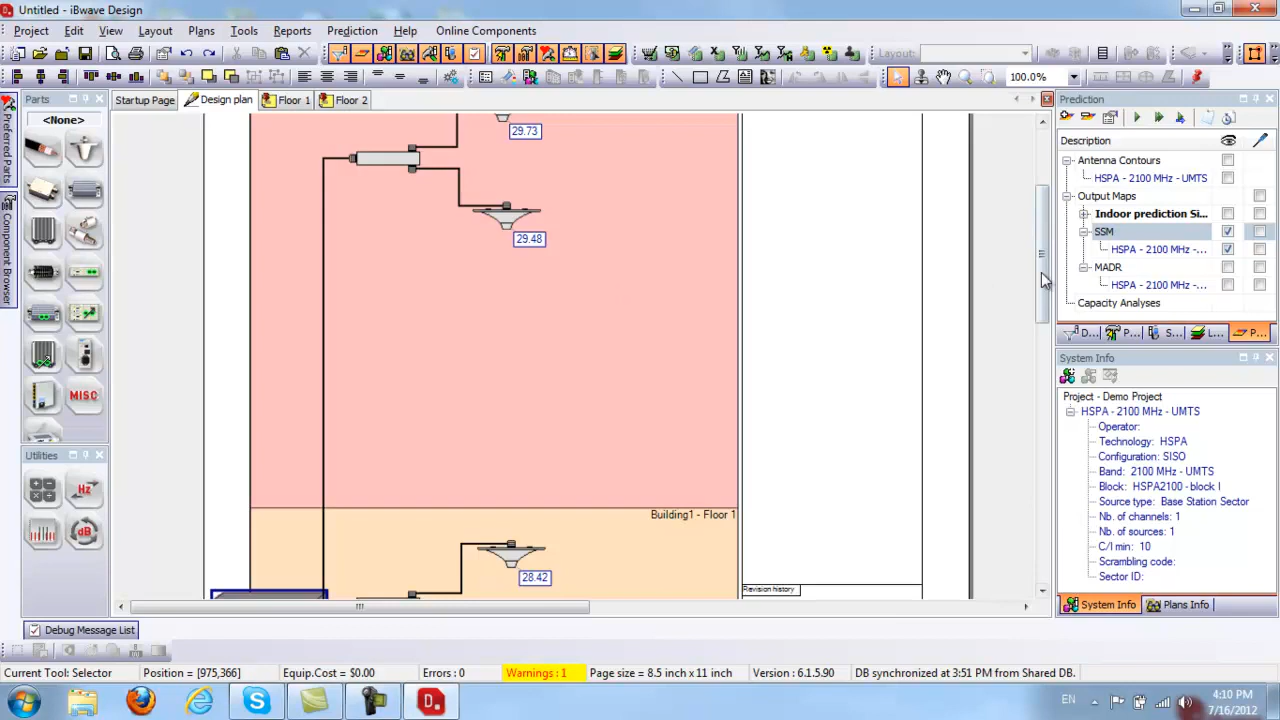 Untitled - iBwave Design
Project Edit View Layout Plans Tools Reports Prediction Online Components
Layout:
100.0%
Preferred Parts
Component Browser
Parts
<None>
MISC
Utilities
Hz
dB
Startup Page Design plan Floor 1 Floor 2
29.73
29.48
Building1 - Floor 1
28.42
Revision history
Prediction
Description
Antenna Contours
HSPA - 2100 MHz - UMTS
Output Maps
Indoor prediction Si...
SSM
HSPA - 2100 MHz -...
MADR
HSPA - 2100 MHz -...
Capacity Analyses
D... P... S... L... P...
System Info
Project - Demo Project
HSPA - 2100 MHz - UMTS
Operator:
Technology: HSPA
Configuration: SISO
Band: 2100 MHz - UMTS
Block: HSPA2100 - block I
Source type: Base Station Sector
Nb. of channels: 1
Nb. of sources: 1
C/I min: 10
Scrambling code:
Sector ID:
System Info Plans Info
Debug Message List
Current Tool: Selector Position = [975,366] Equip.Cost = $0.00 Errors : 0 Warnings : 1 Page size = 8.5 inch x 11 inch Version : 6.1.5.90 DB synchronized at 3:51 PM from Shared DB.
EN
4:10 PM
7/16/2012